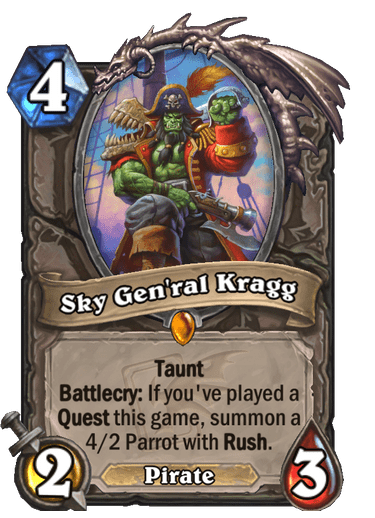 4
Sky Gen'ral Kragg
Taunt
Battlecry: If you've played a
Quest this game, summon a
4/2 Parrot with Rush.
2
Pirate
3